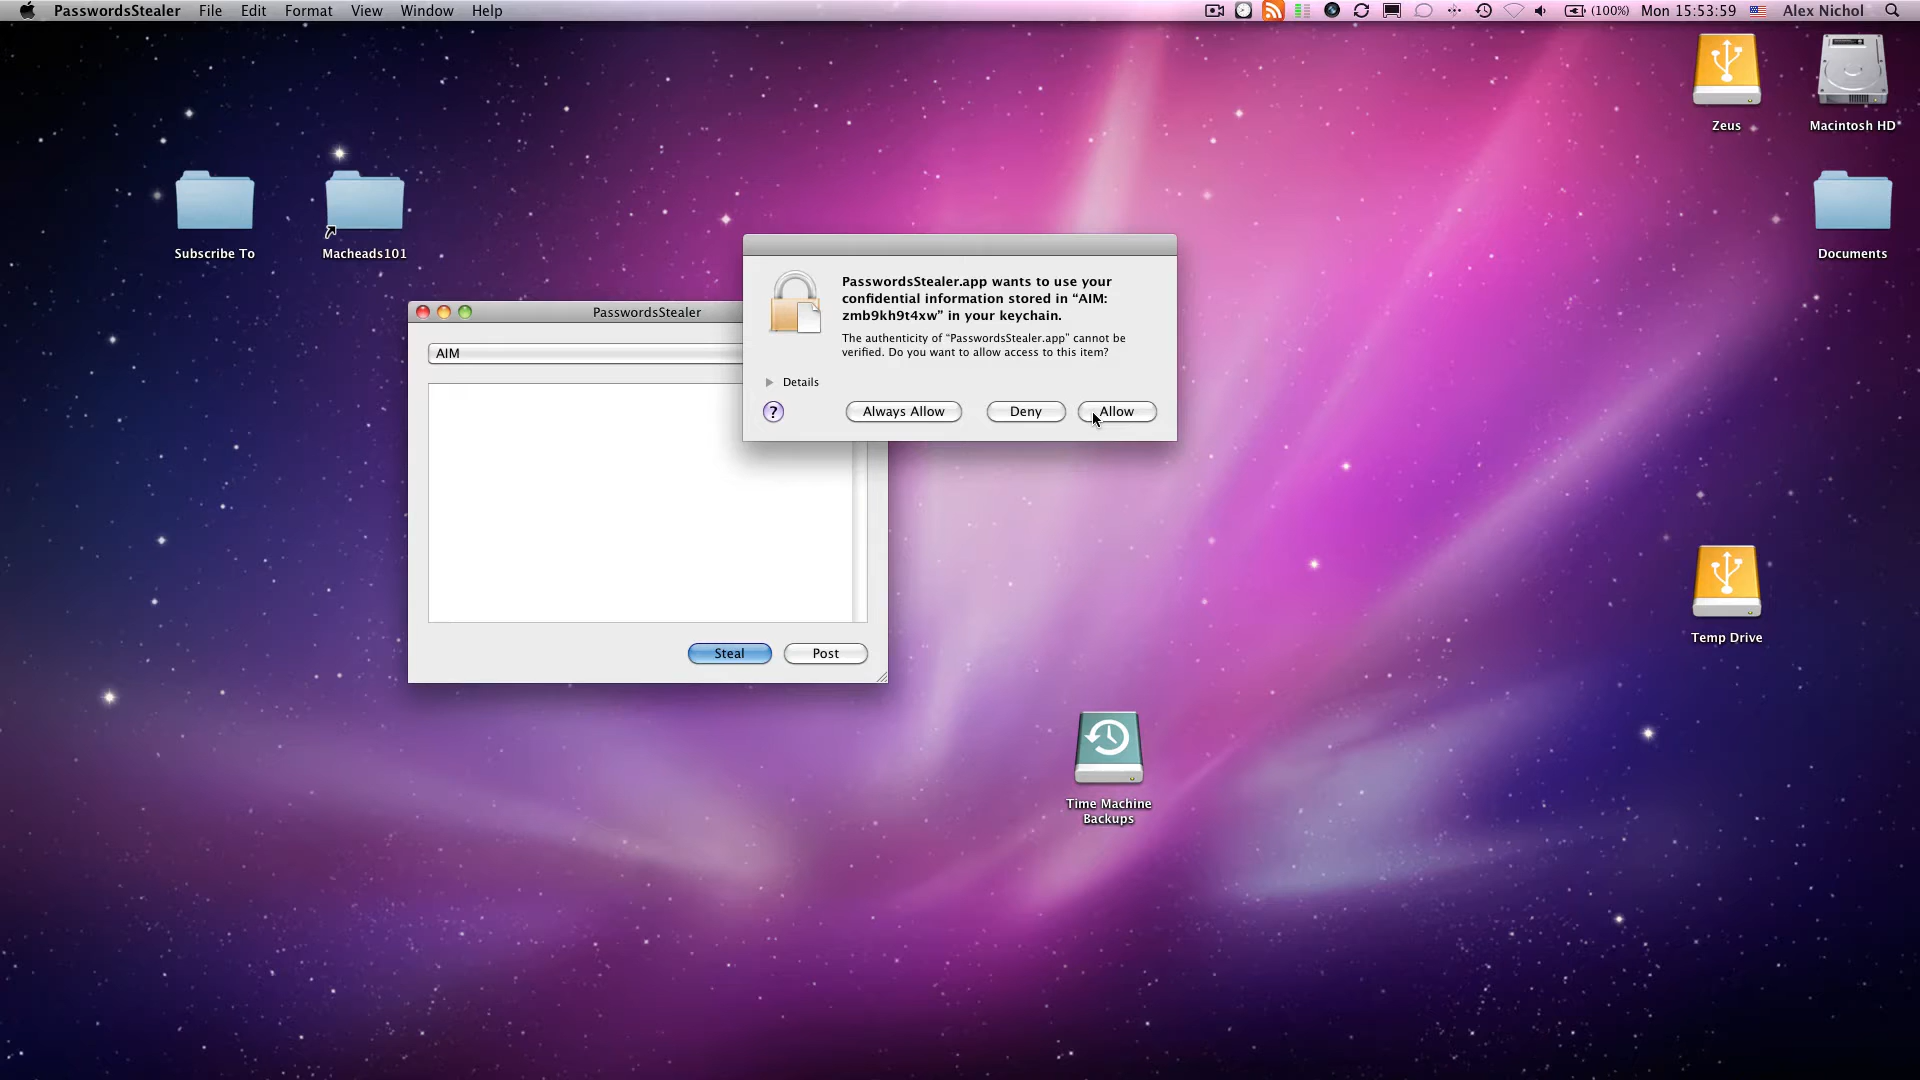 PasswordsStealer File Edit Format View Window Help (100%) Mon 15:53:59 Alex Nichol
Zeus
Macintosh HD
Subscribe To
Macheads101
Documents
PasswordsStealer.app wants to use your
confidential information stored in “AIM:
zmb9kh9t4xw” in your keychain.
The authenticity of “PasswordsStealer.app” cannot be
verified. Do you want to allow access to this item?
Details
? Always Allow Deny Allow
PasswordsStealer
AIM
Steal Post
Temp Drive
Time Machine
Backups